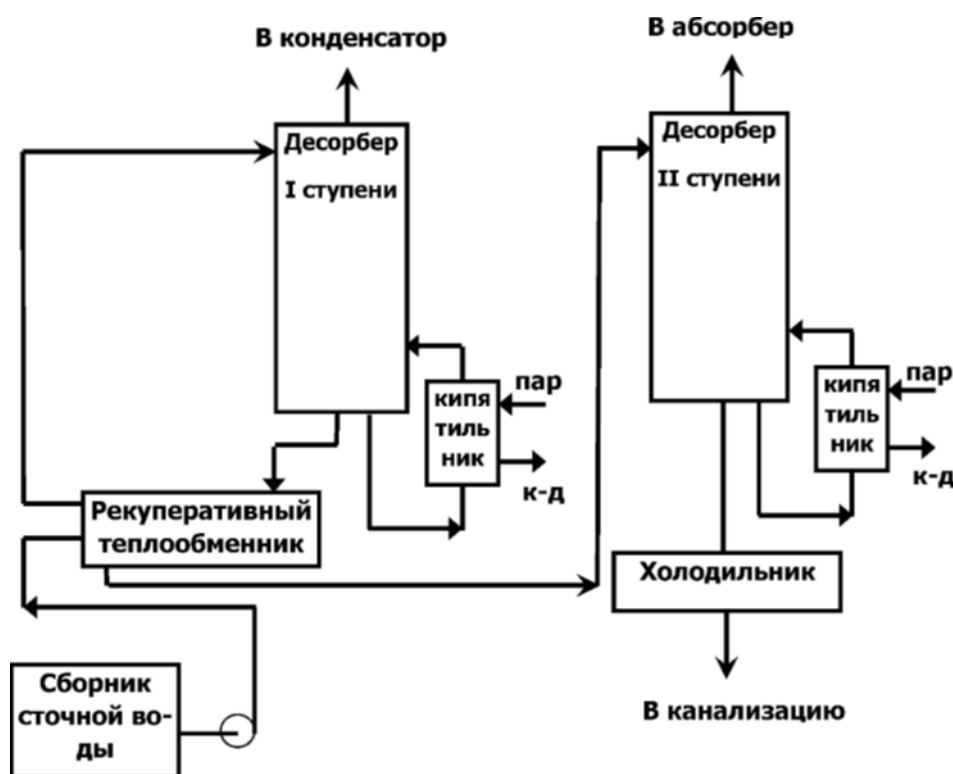 В конденсатор
В абсорбер
Десорбер
I ступени
Десорбер
II ступени
кипя
тиль
ник
пар
к-д
кипя
тиль
ник
пар
к-д
Рекуперативный
теплообменник
Холодильник
Сборник
сточной во-
ды
В канализацию